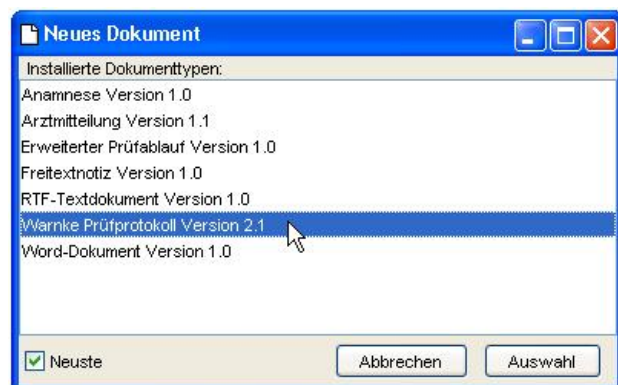 Neues Dokument
Installierte Dokumenttypen:
Anamnese Version 1.0
Arztmitteilung Version 1.1
Erweiterter Prüfablauf Version 1.0
Freitextnotiz Version 1.0
RTF-Textdokument Version 1.0
Warnke Prüfprotokoll Version 2.1
Word-Dokument Version 1.0
Neuste Abbrechen Auswahl